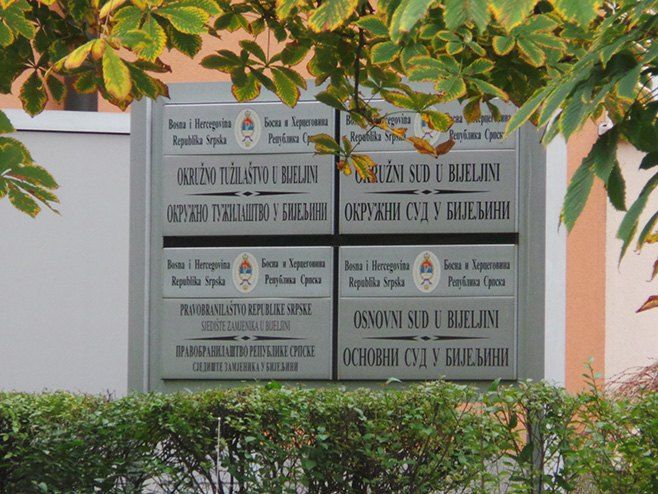 Bosna i Hercegovina Босна и Херцеговина
Republika Srpska Република Српска
OKRUŽNO TUŽILAŠTVO U BIJELJINI
ОКРУЖНО ТУЖИЛАШТВО У БИЈЕЉИНИ
Bosna i Hercegovina Босна и Херцеговина
Republika Srpska Република Српска
OKRUŽNI SUD U BIJELJINI
ОКРУЖНИ СУД У БИЈЕЉИНИ
Bosna i Hercegovina Босна и Херцеговина
Republika Srpska Република Српска
PRAVOBRANILAŠTVO REPUBLIKE SRPSKE
SJEDIŠTE ZAMJENIKA U BIJELJINI
ПРАВОБРАНИЛАШТВО РЕПУБЛИКЕ СРПСКЕ
СЈЕДИШТЕ ЗАМЈЕНИКА У БИЈЕЉИНИ
Bosna i Hercegovina Босна и Херцеговина
Republika Srpska Република Српска
OSNOVNI SUD U BIJELJINI
ОСНОВНИ СУД У БИЈЕЉИНИ